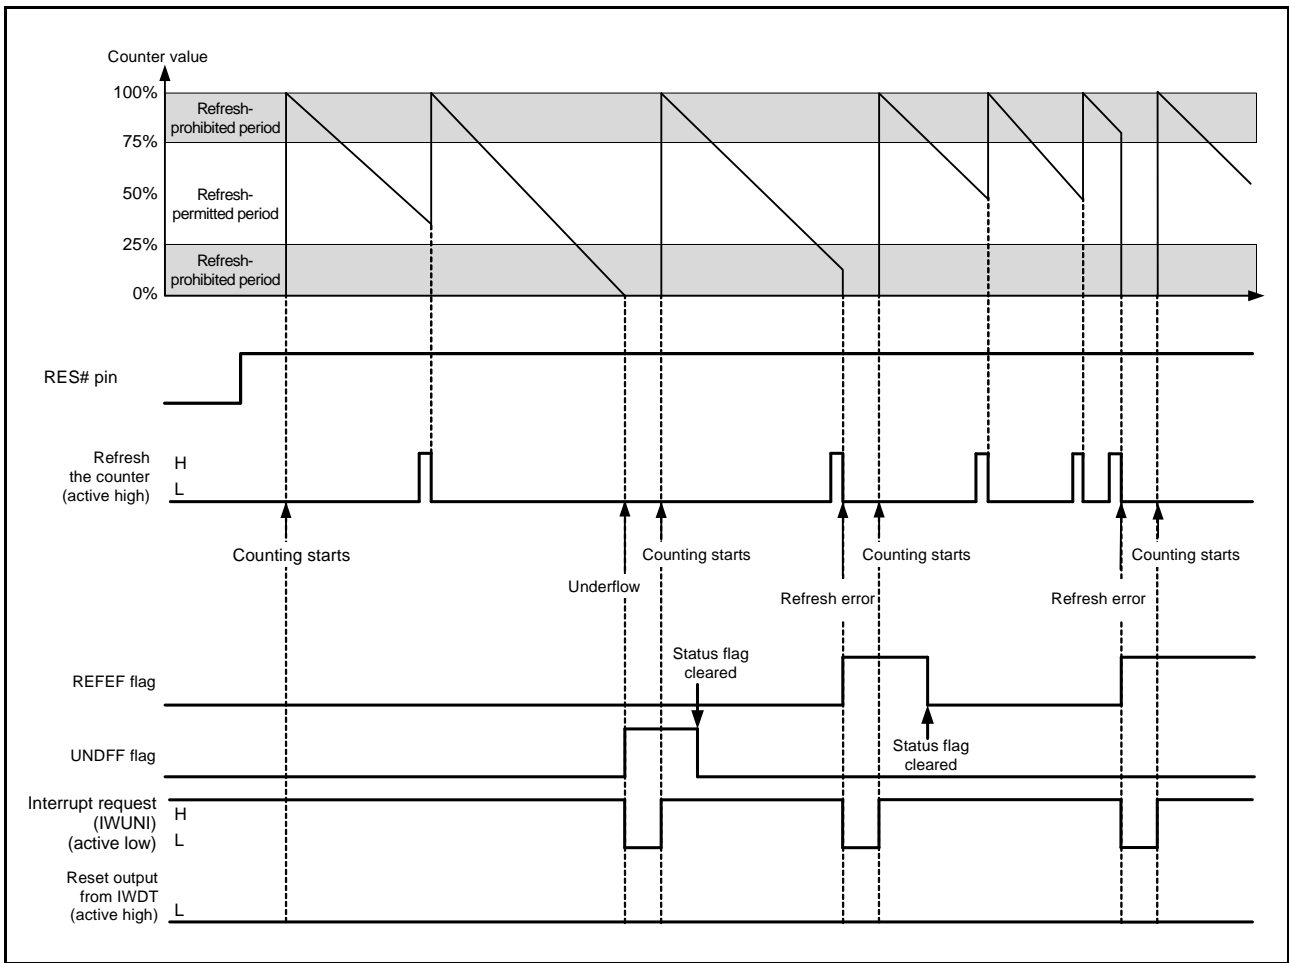 Counter value
100%
Refresh-
prohibited period
75%
50%
Refresh-
permitted period
25%
Refresh-
prohibited period
0%
RES# pin
Refresh
the counter
(active high)
H
L
Counting starts
Counting starts
Counting starts
Counting starts
Underflow
Refresh error
Refresh error
Status flag
cleared
REFEF flag
Status flag
cleared
UNDFF flag
Interrupt request
(IWUNI)
(active low)
H
L
Reset output
from IWDT
(active high)
L